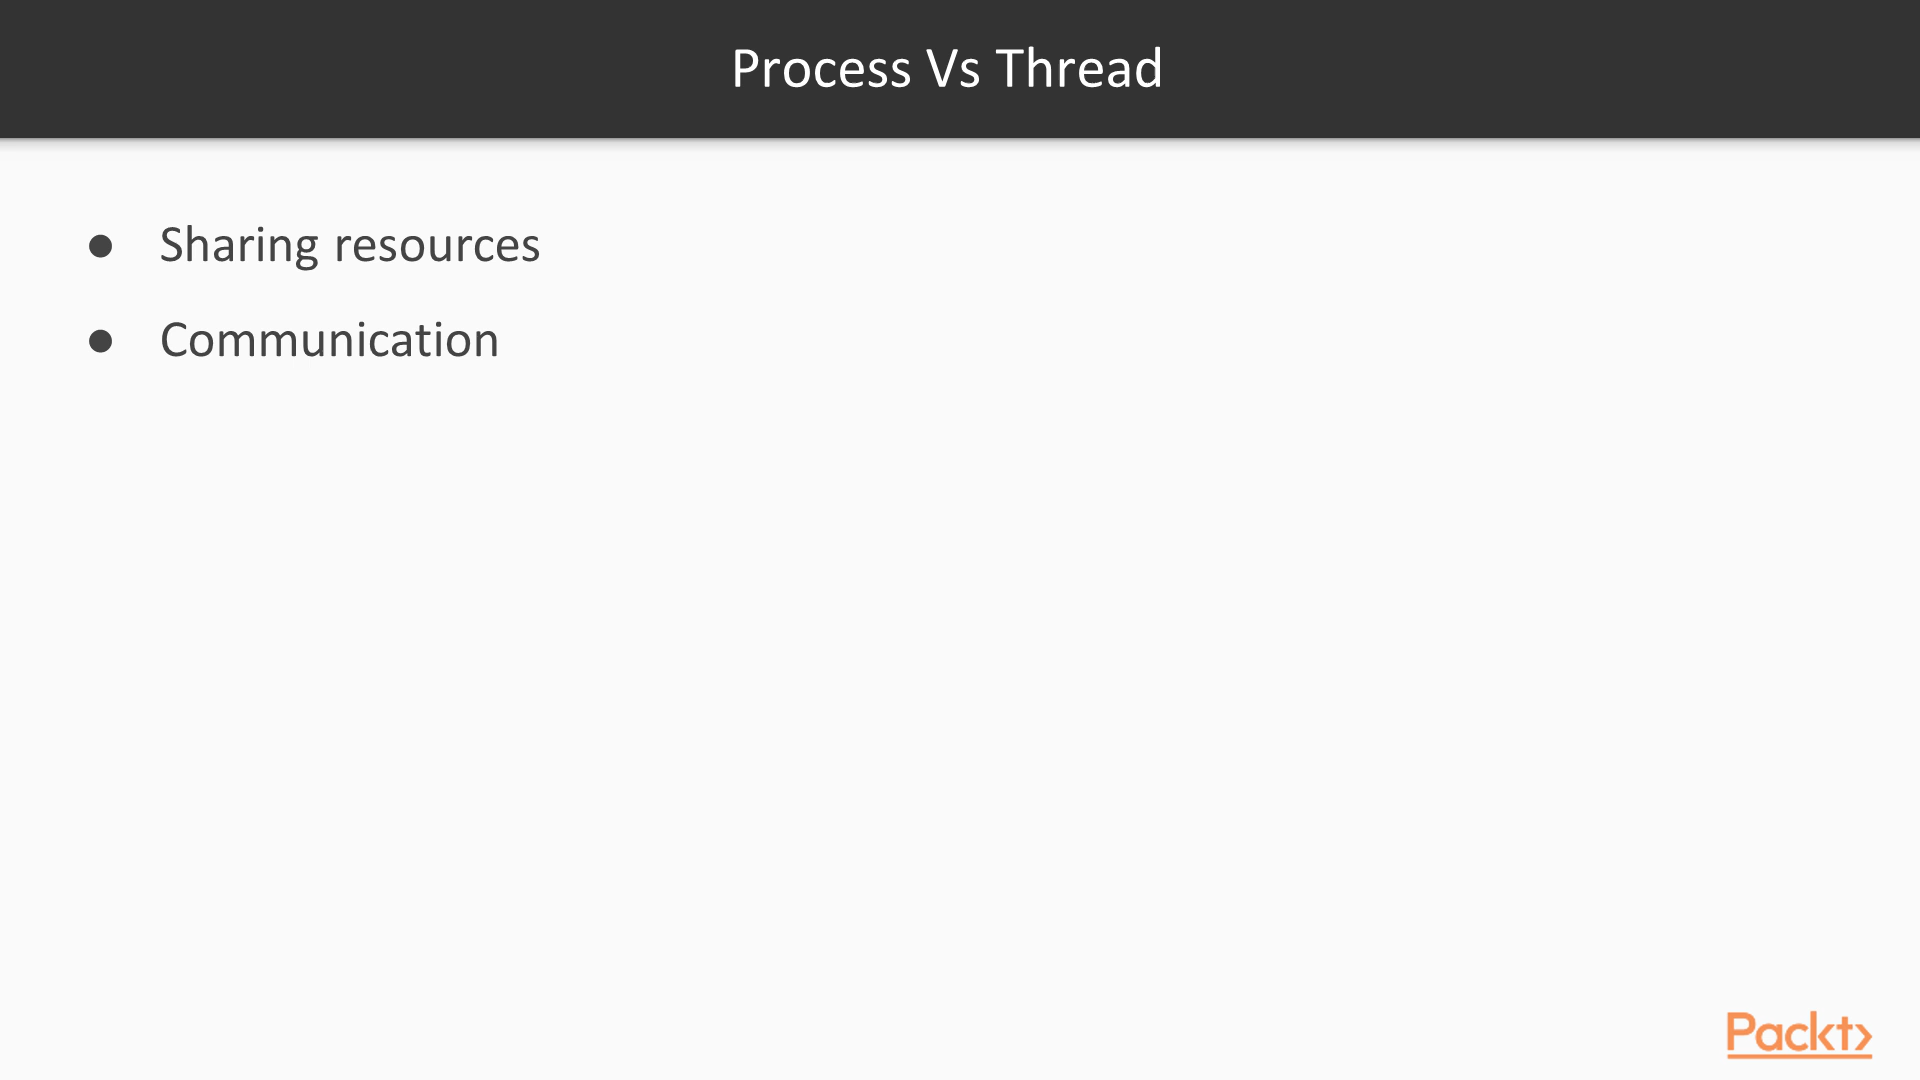 Process Vs Thread
● Sharing resources
● Communication
Packt>